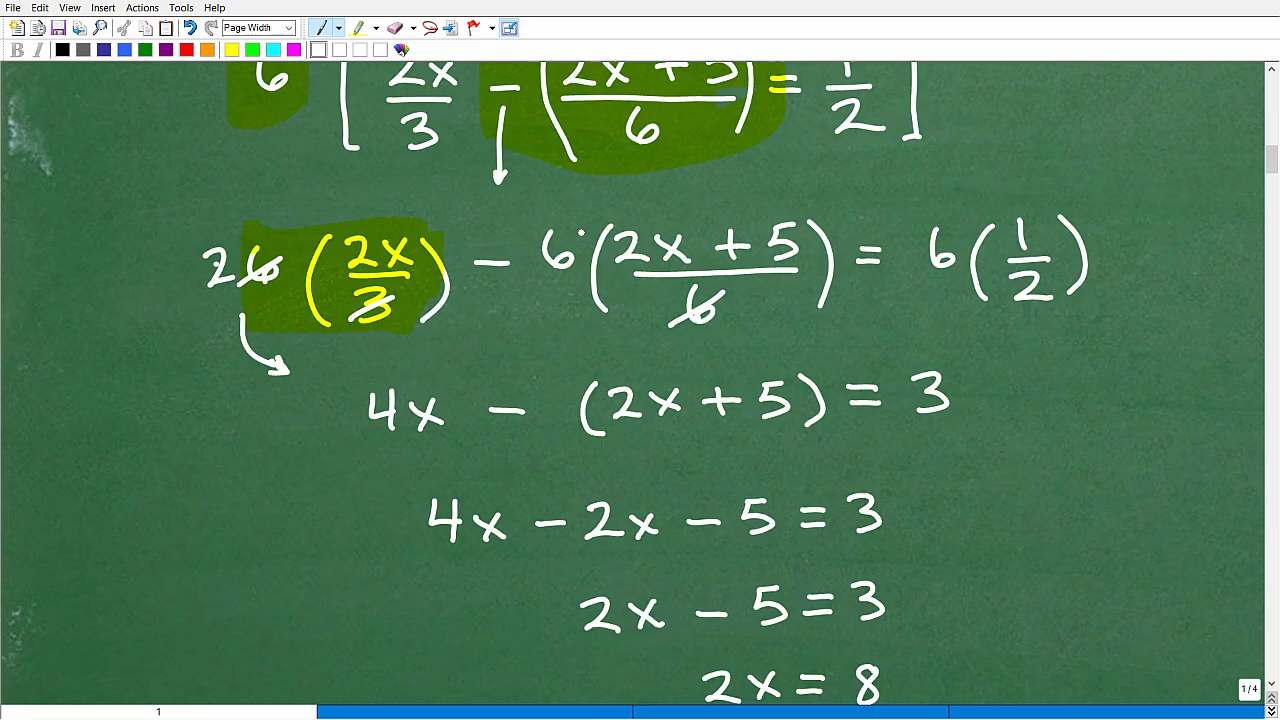 File Edit View Insert Actions Tools Help
Page Width
B I
6 [ 2x/3 - ( (2x + 5)/6 ) = 1/2 ]
2 6 ( 2x/3 ) - 6 ( (2x + 5)/6 ) = 6 ( 1/2 )
4x - (2x + 5) = 3
4x - 2x - 5 = 3
2x - 5 = 3
2x = 8
1/4
1